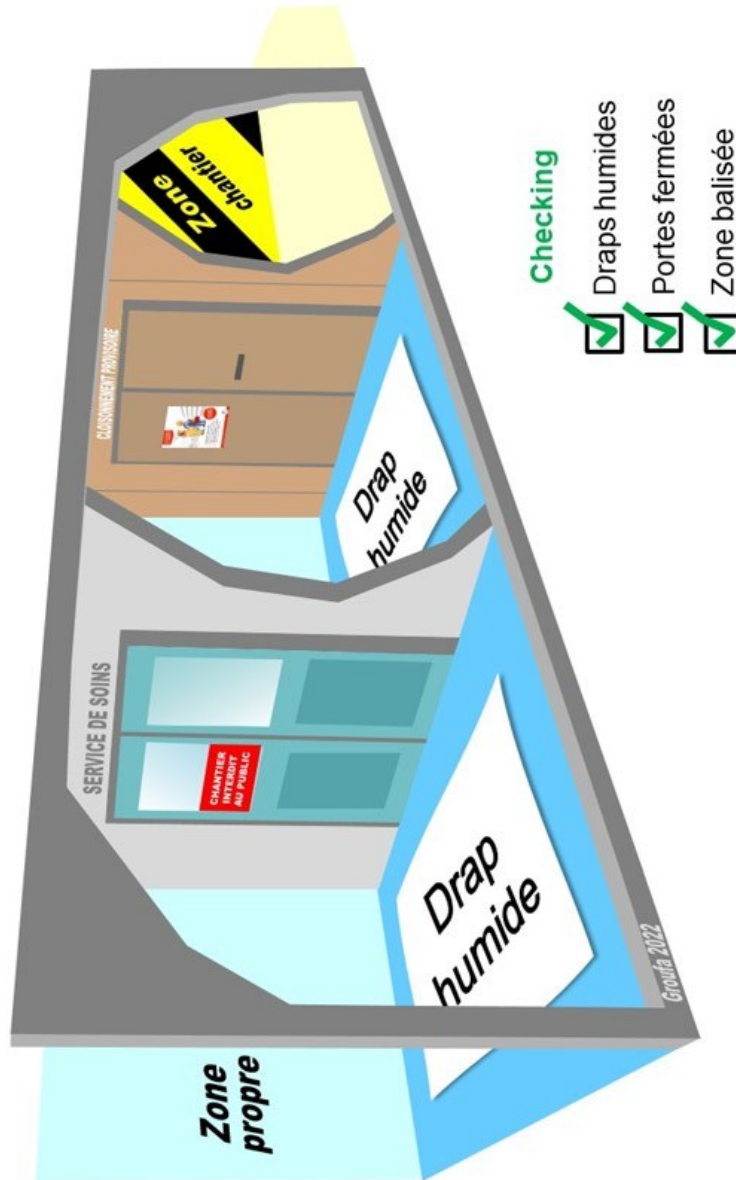 Zone
propre
SERVICE DE SOINS
CHANTIER
INTERDIT
AU PUBLIC
Drap
humide
CLOISONNEMENT PROVISOIRE
Drap
humide
Zone
chantier
Groufa 2022
Checking
Draps humides
Portes fermées
Zone balisée